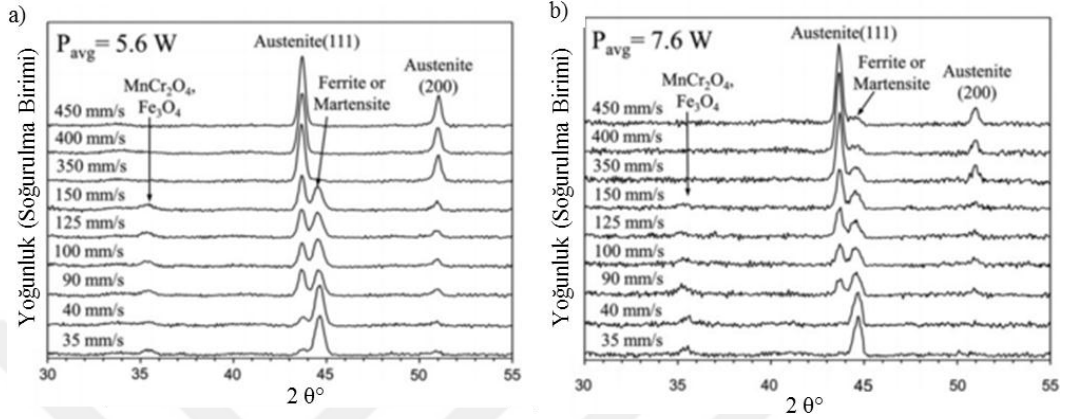 a)
P_avg = 5.6 W
Austenite(111)
MnCr₂O₄,
Fe₃O₄
Ferrite or
Martensite
Austenite
(200)
450 mm/s
400 mm/s
350 mm/s
150 mm/s
125 mm/s
100 mm/s
90 mm/s
40 mm/s
35 mm/s
Yoğunluk (Soğurulma Birimi)
30 35 40 45 50 55
2 θ°
b)
P_avg = 7.6 W
Austenite(111)
MnCr₂O₄,
Fe₃O₄
Ferrite or
Martensite
Austenite
(200)
450 mm/s
400 mm/s
350 mm/s
150 mm/s
125 mm/s
100 mm/s
90 mm/s
40 mm/s
35 mm/s
Yoğunluk (Soğurulma Birimi)
30 35 40 45 50 55
2 θ°